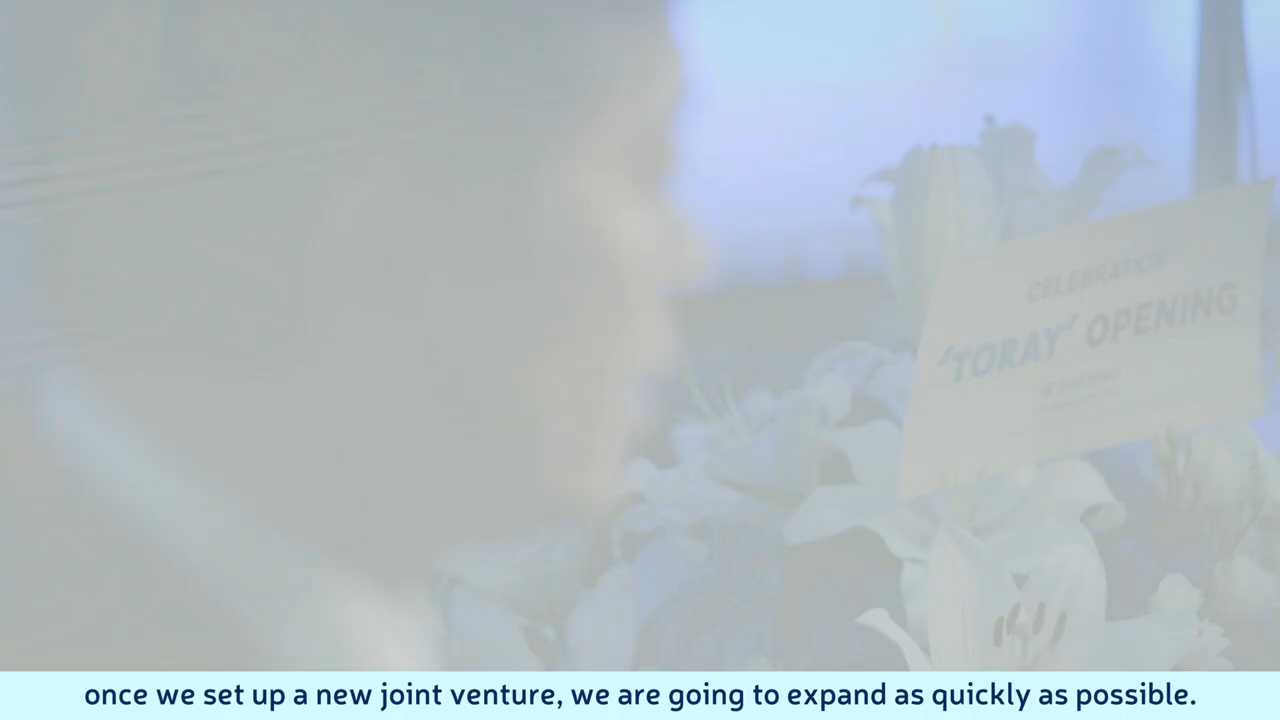 CELEBRATION
'TORAY' OPENING
once we set up a new joint venture, we are going to expand as quickly as possible.